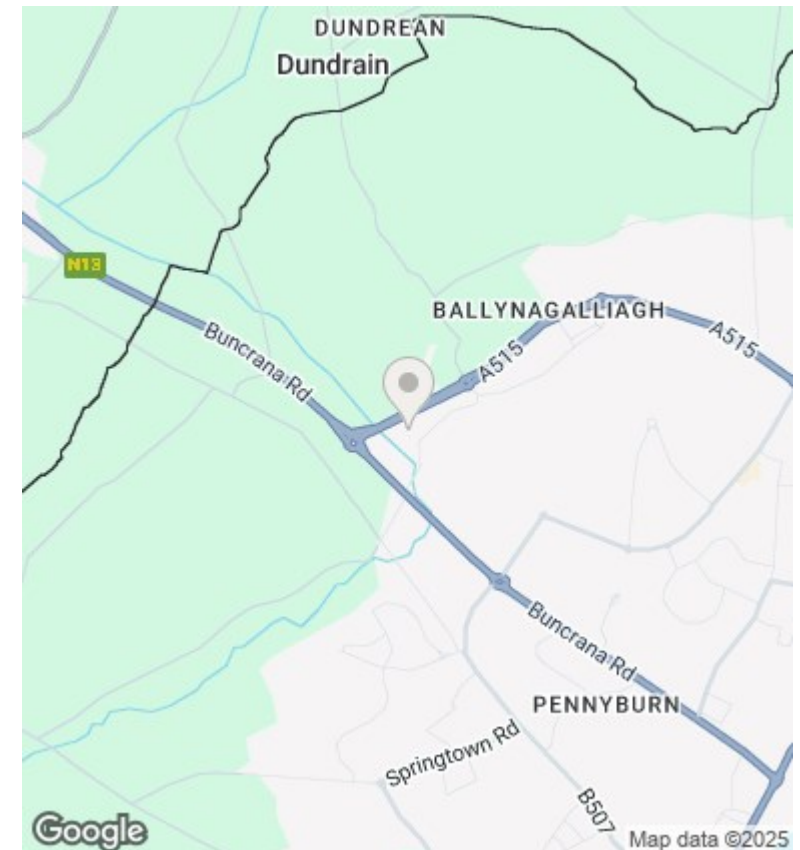 DUNDREAN
Dundrain
N13
Buncrana Rd
BALLYNAGALLIAGH
A515
A515
Buncrana Rd
PENNYBURN
Springtown Rd
B507
Google
Map data ©2025